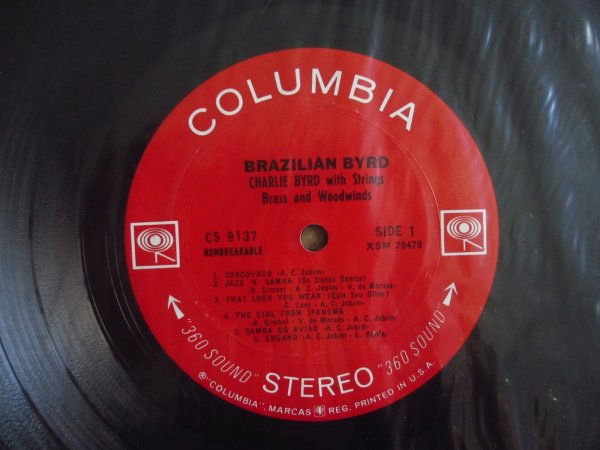 COLUMBIA
BRAZILIAN BYRD
CHARLIE BYRD with Strings
Brass and Woodwinds
CS 9137
NONBREAKABLE
SIDE 1
XSM 79479
1. CORCOVADO -A. C. Jobim-
2. JAZZ 'N' SAMBA (So Danso Samba)
-N. Gimbel - A. C. Jobim - V. de Moraes-
3. THAT LOOK YOU WEAR (Este Seu Olhar)
-G. Lees - A. C. Jobim-
4. THE GIRL FROM IPANEMA
-N. Gimbel - V. de Moraes - A. C. Jobim-
5. SAMBA DO AVIAO -A. C. Jobim-
6. ENGANO -A. C. Jobim - L. Bonfa-
"360 SOUND" STEREO "360 SOUND"
℗ "COLUMBIA", MARCAS REG. PRINTED IN U.S.A.